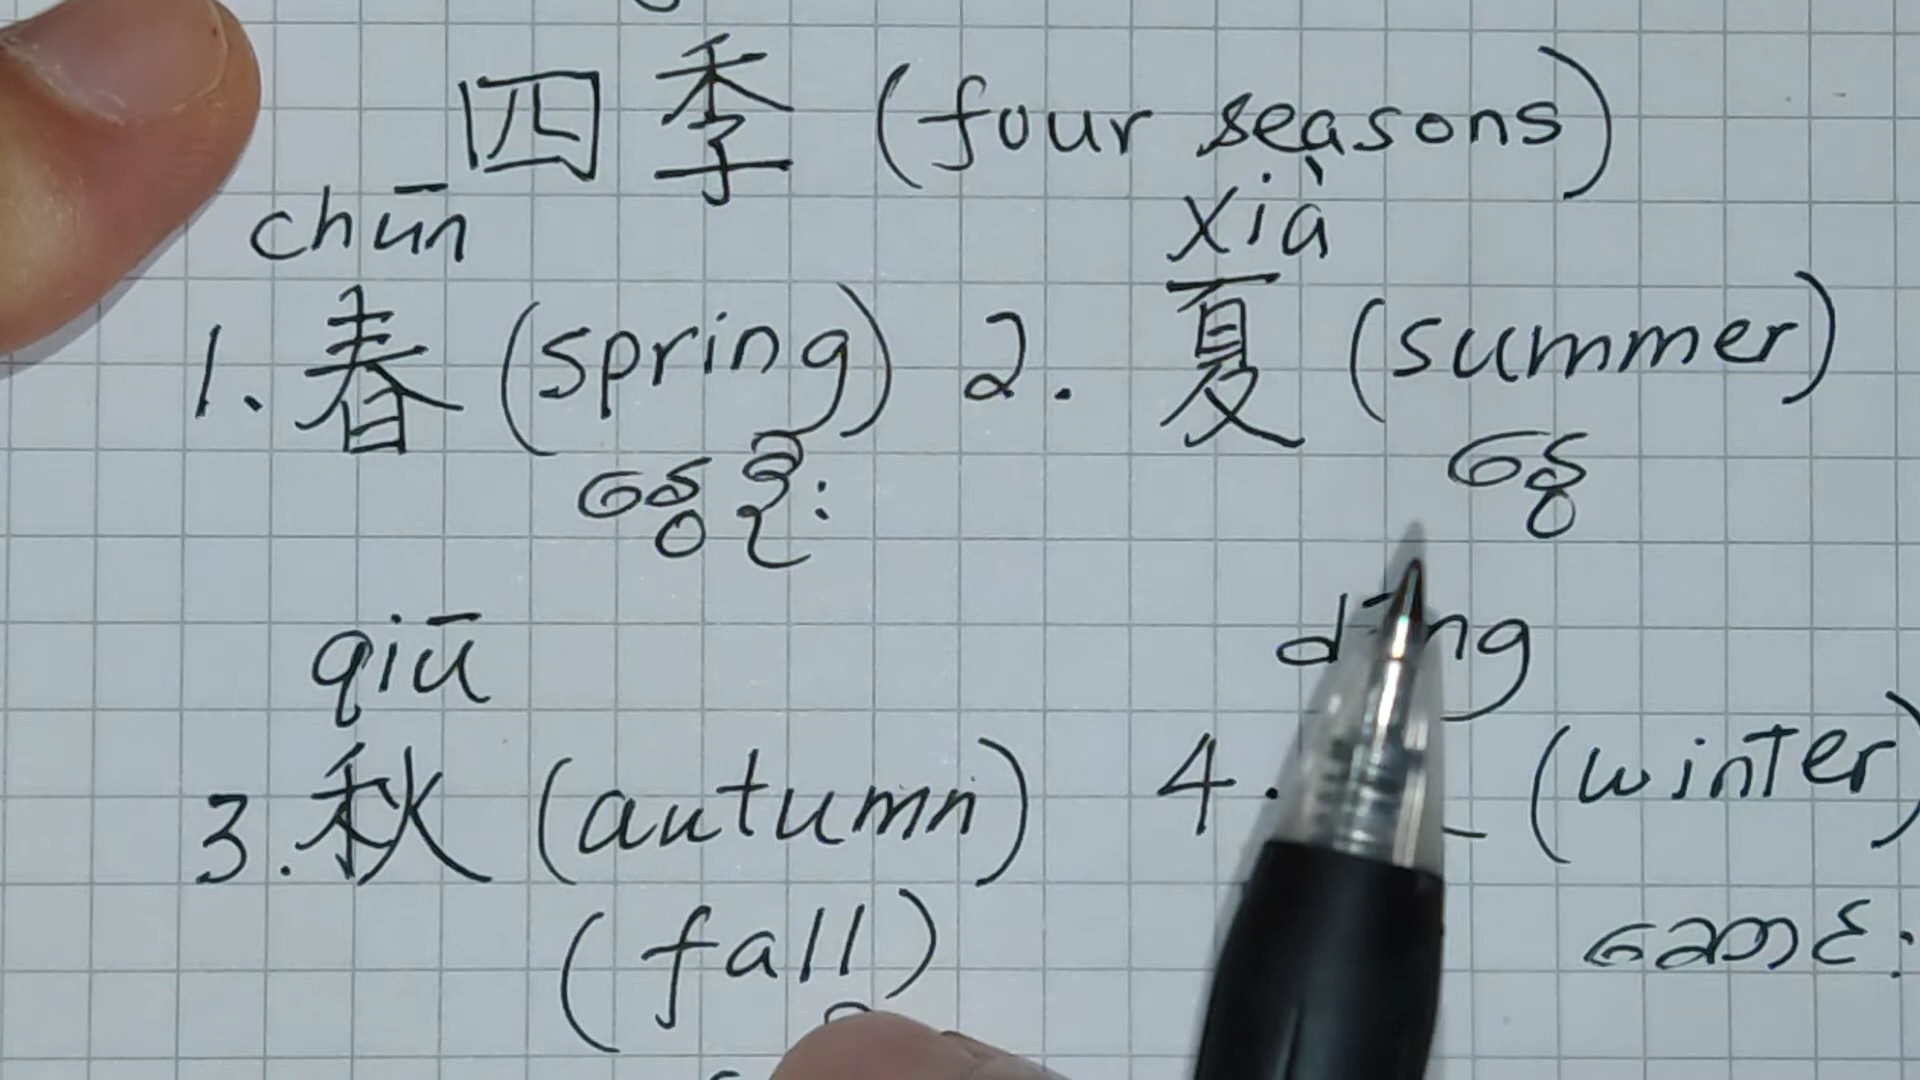 四季 (four seasons)
chūn xià
1. 春 (spring) 2. 夏 (summer)
နွေဦး နွေ
qiū
3. 秋 (autumn) 4. (winter)
(fall) ဆောင်း